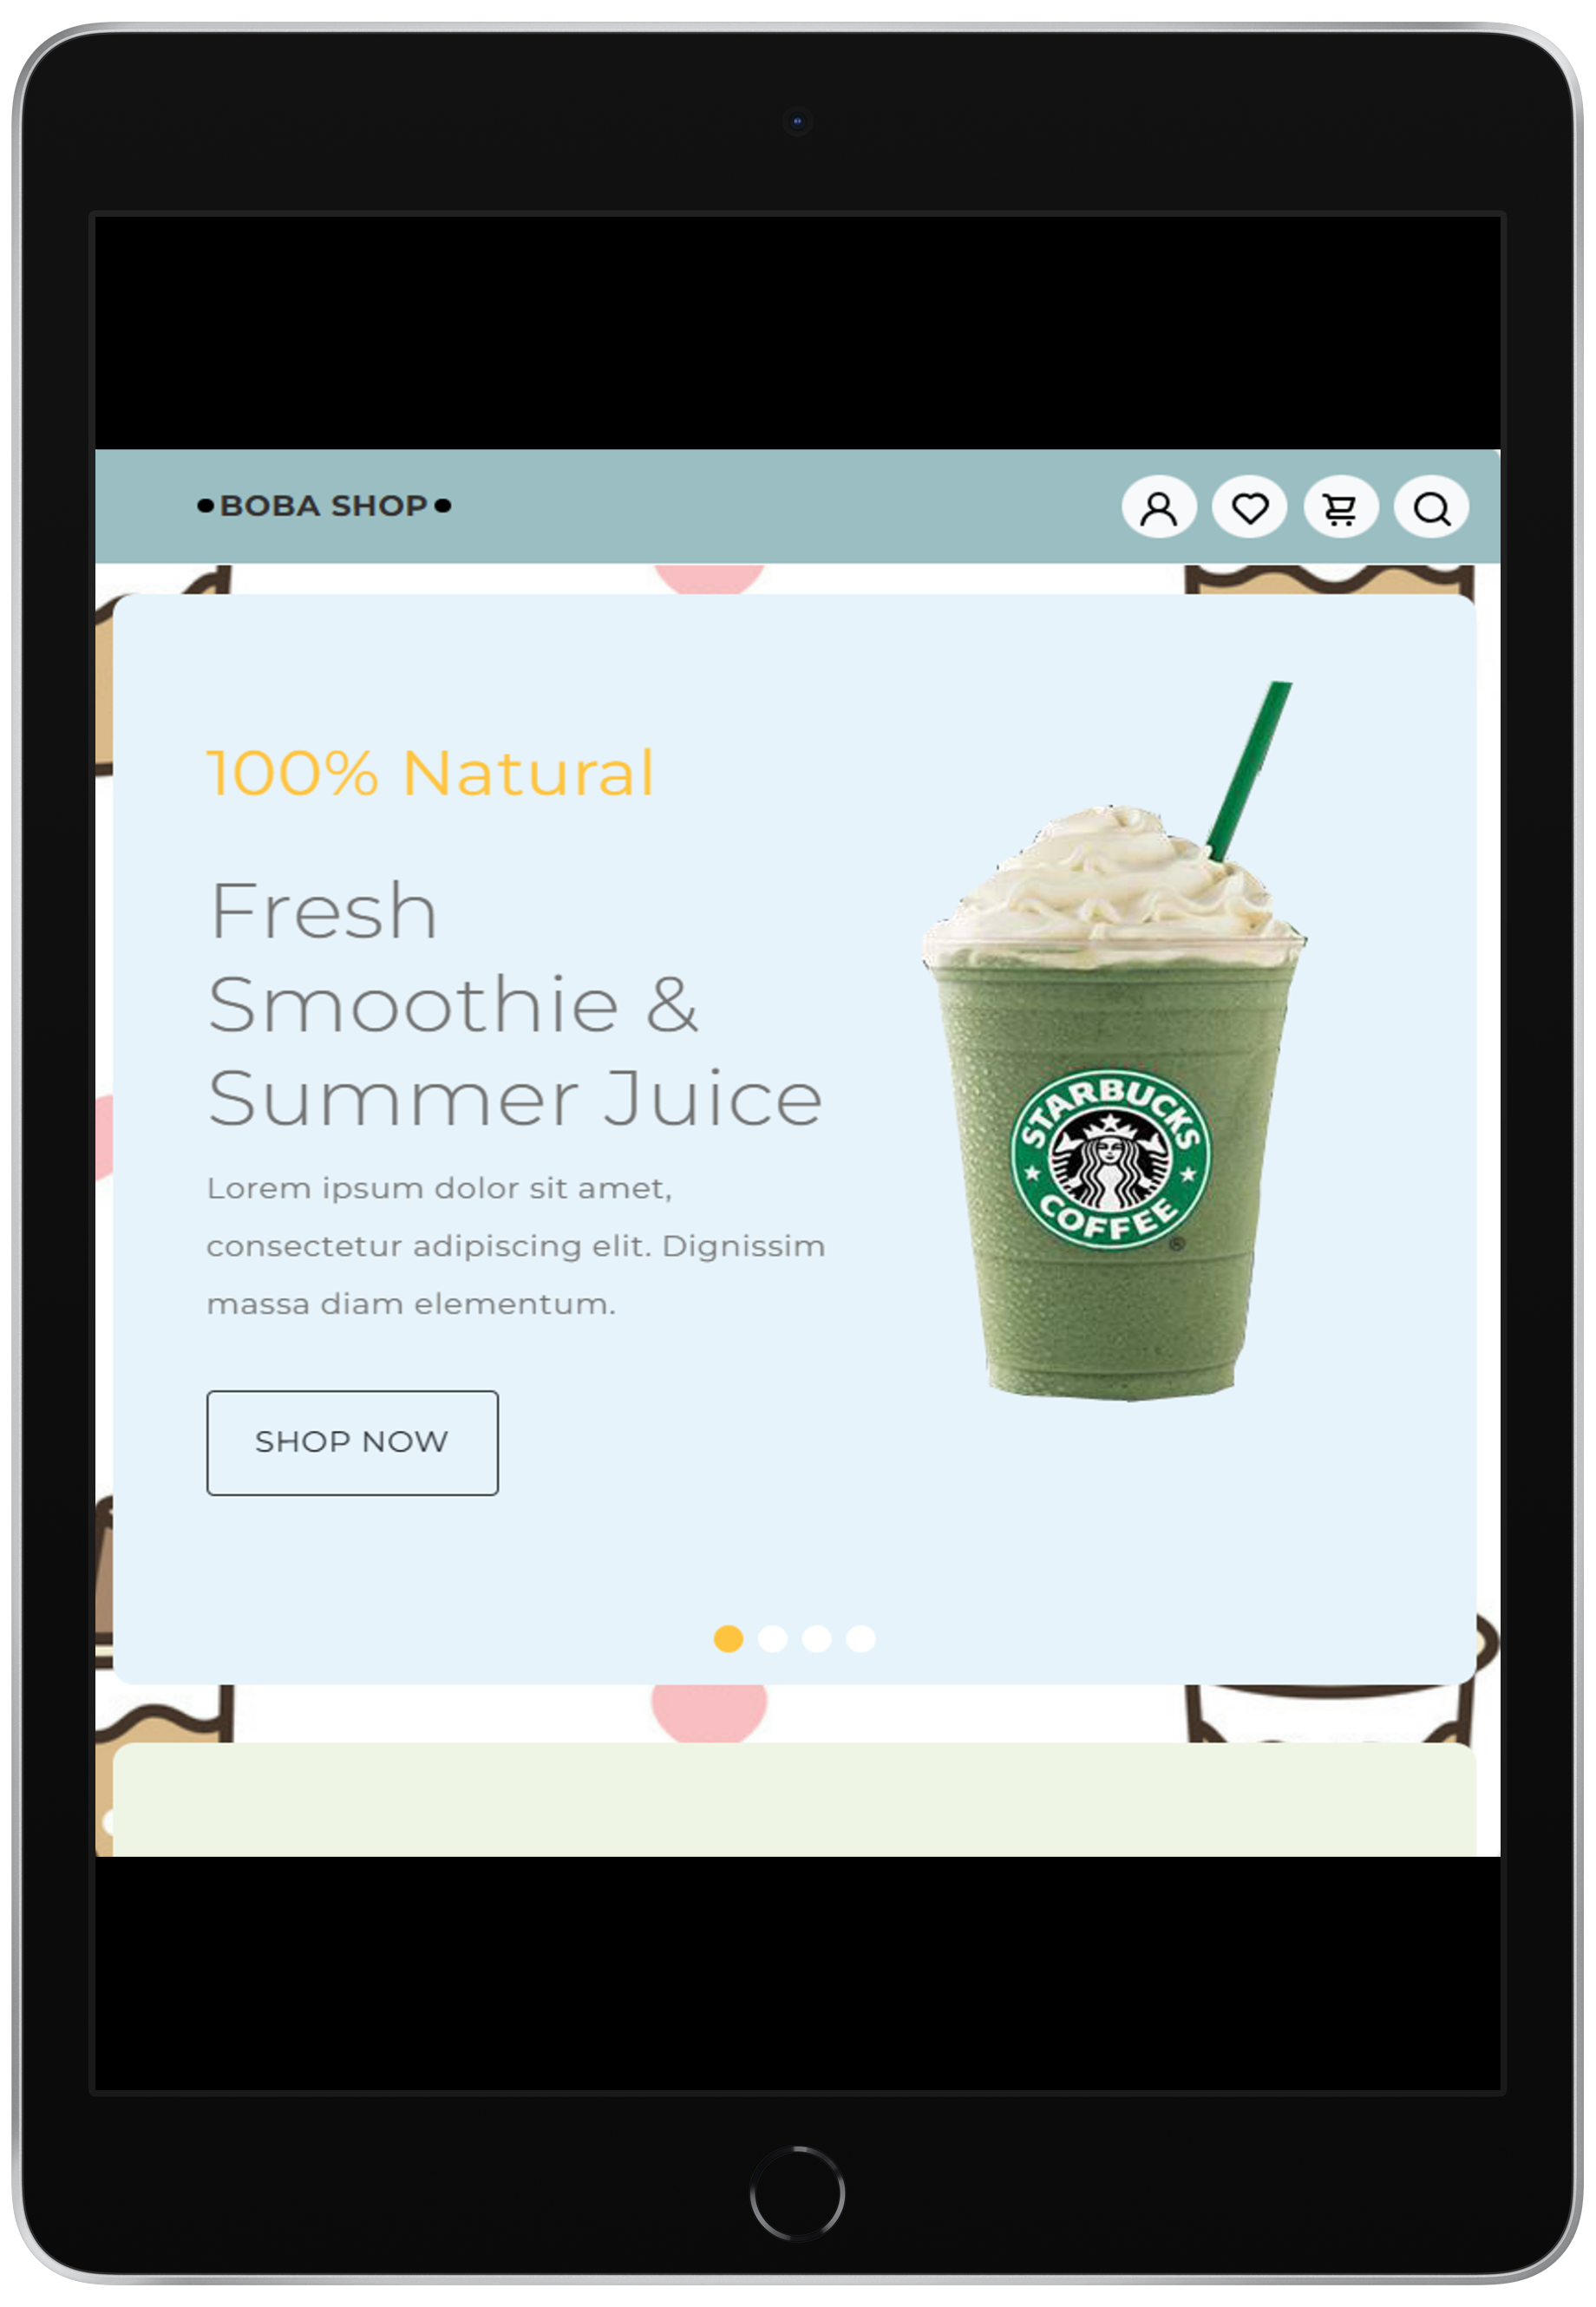 BOBA SHOP
100% Natural
Fresh
Smoothie &
Summer Juice
Lorem ipsum dolor sit amet,
consectetur adipiscing elit. Dignissim
massa diam elementum.
STARBUCKS
COFFEE
®
SHOP NOW